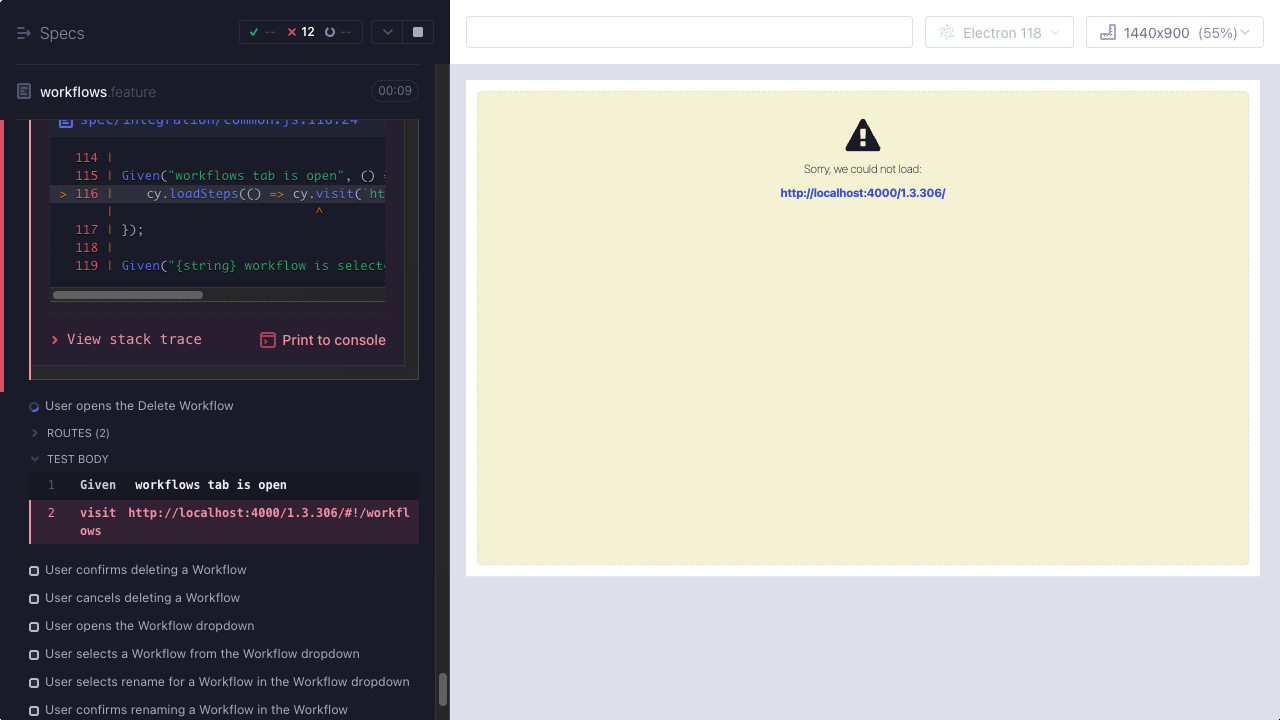 Specs
-- 12 --
Electron 118
1440x900 (55%)
workflows.feature
00:09
spec/integration/common.js:116:24
114 |
115 | Given("workflows tab is open", () =
> 116 |    cy.loadSteps(() => cy.visit(`ht
| ^
117 | });
118 |
119 | Given("{string} workflow is select
View stack trace
Print to console
User opens the Delete Workflow
ROUTES (2)
TEST BODY
1 Given workflows tab is open
2 visit http://localhost:4000/1.3.306/#!/workfl
ows
User confirms deleting a Workflow
User cancels deleting a Workflow
User opens the Workflow dropdown
User selects a Workflow from the Workflow dropdown
User selects rename for a Workflow in the Workflow dropdown
User confirms renaming a Workflow in the Workflow
Sorry, we could not load:
http://localhost:4000/1.3.306/